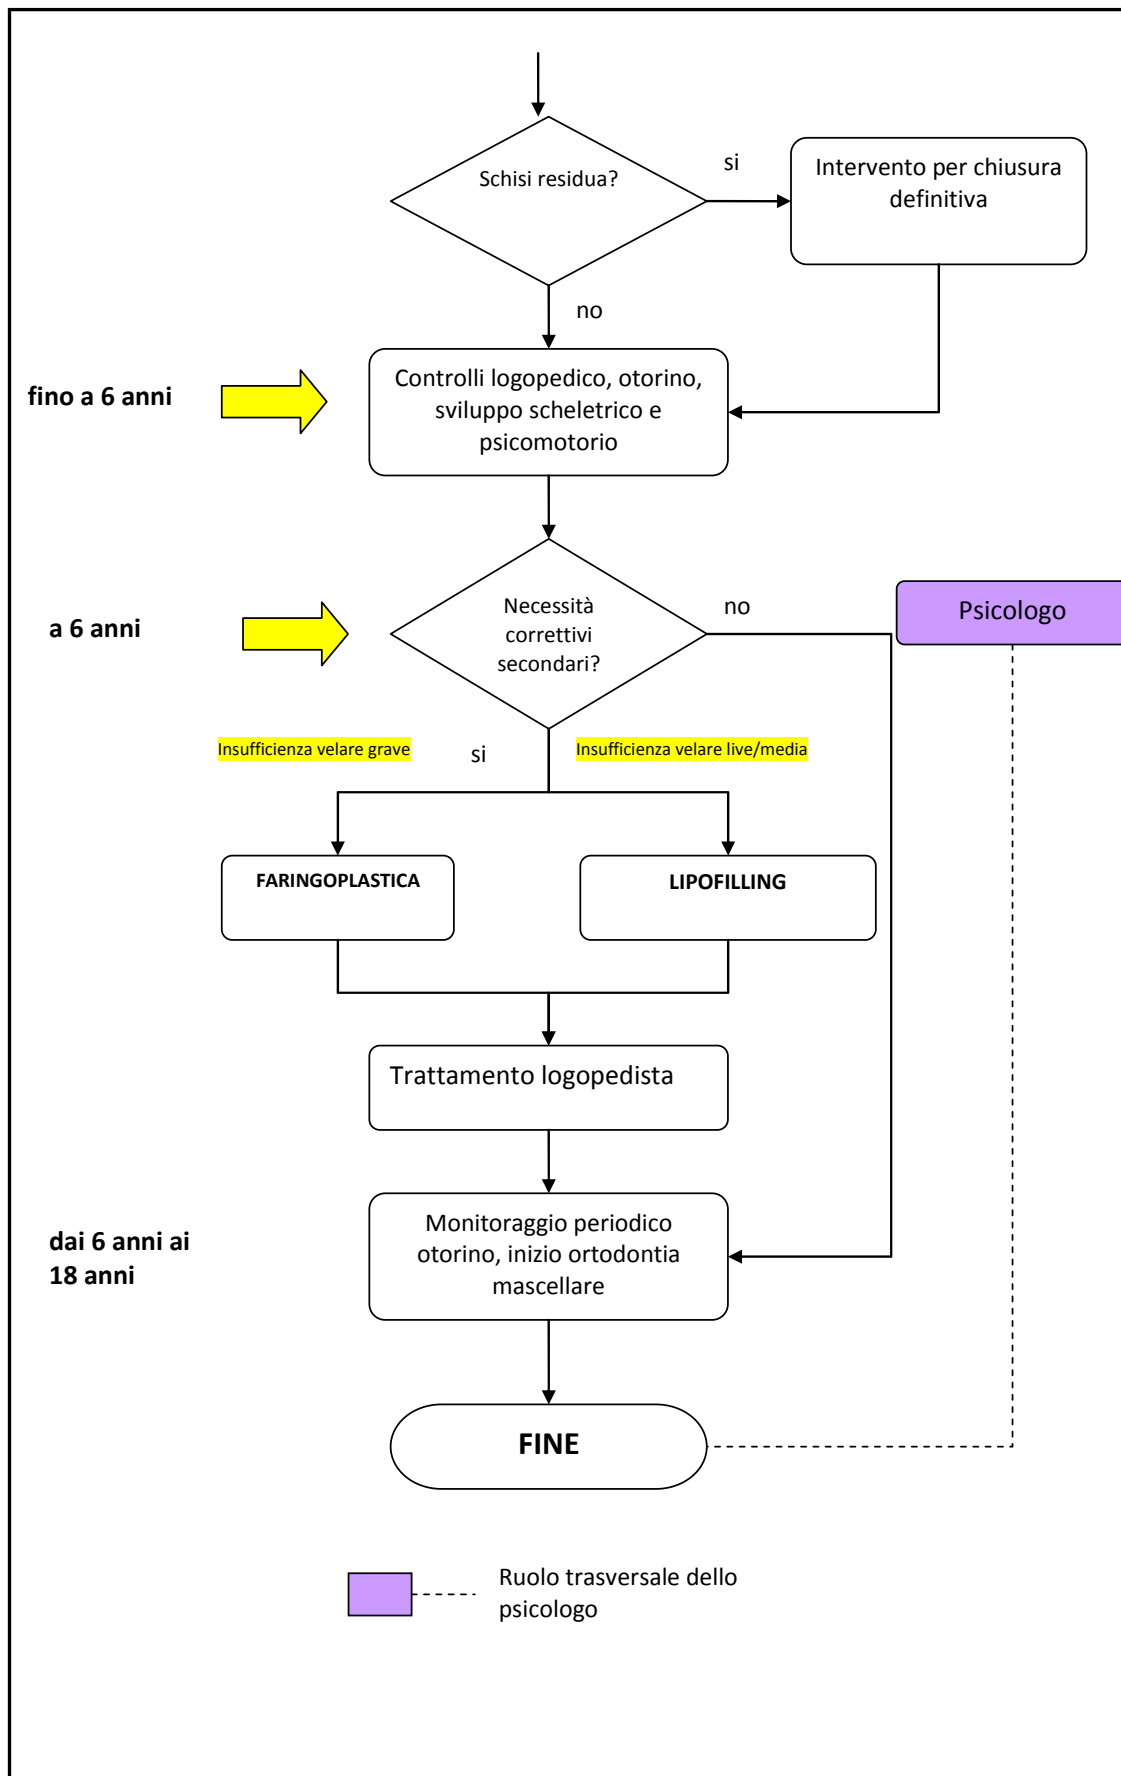 Schisi residua?
si
Intervento per chiusura
definitiva
no
fino a 6 anni
Controlli logopedico, otorino,
sviluppo scheletrico e
psicomotorio
a 6 anni
Necessità
correttivi
secondari?
no
Psicologo
Insufficienza velare grave
si
Insufficienza velare live/media
FARINGOPLASTICA
LIPOFILLING
Trattamento logopedista
dai 6 anni ai
18 anni
Monitoraggio periodico
otorino, inizio ortodontia
mascellare
FINE
Ruolo trasversale dello
psicologo